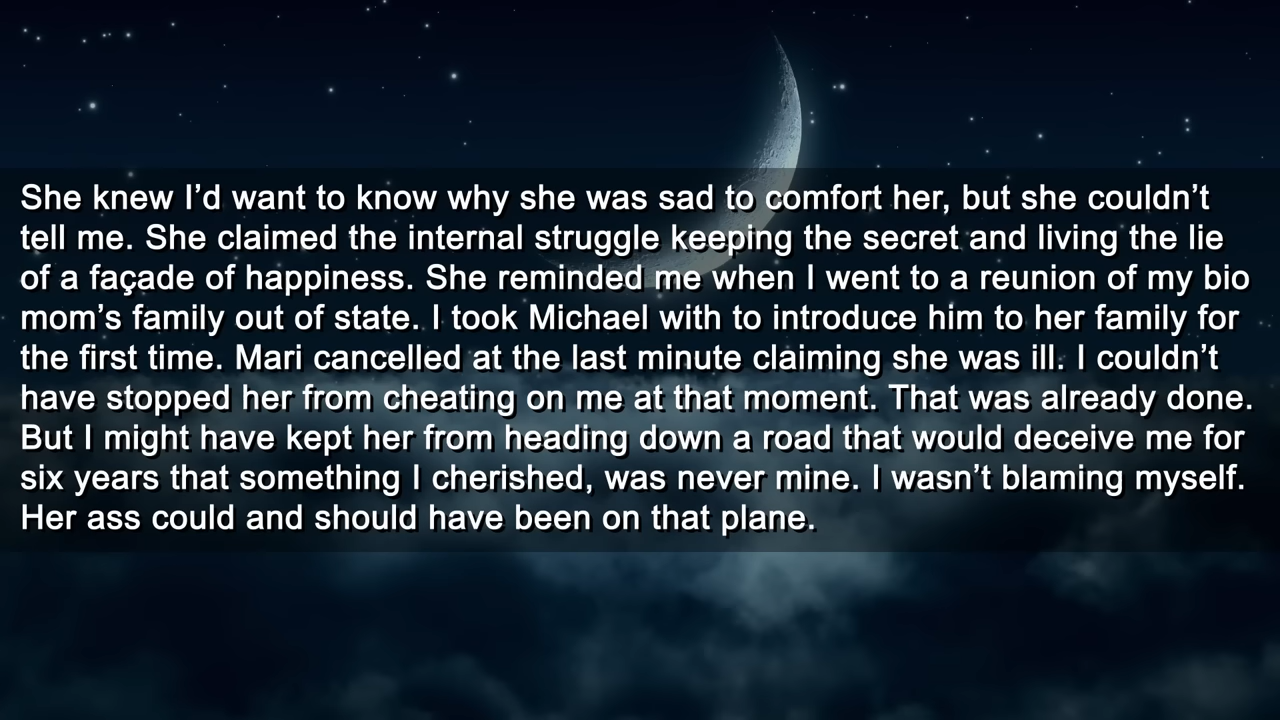 She knew I’d want to know why she was sad to comfort her, but she couldn’t
tell me. She claimed the internal struggle keeping the secret and living the lie
of a façade of happiness. She reminded me when I went to a reunion of my bio
mom’s family out of state. I took Michael with to introduce him to her family for
the first time. Mari cancelled at the last minute claiming she was ill. I couldn’t
have stopped her from cheating on me at that moment. That was already done.
But I might have kept her from heading down a road that would deceive me for
six years that something I cherished, was never mine. I wasn’t blaming myself.
Her ass could and should have been on that plane.